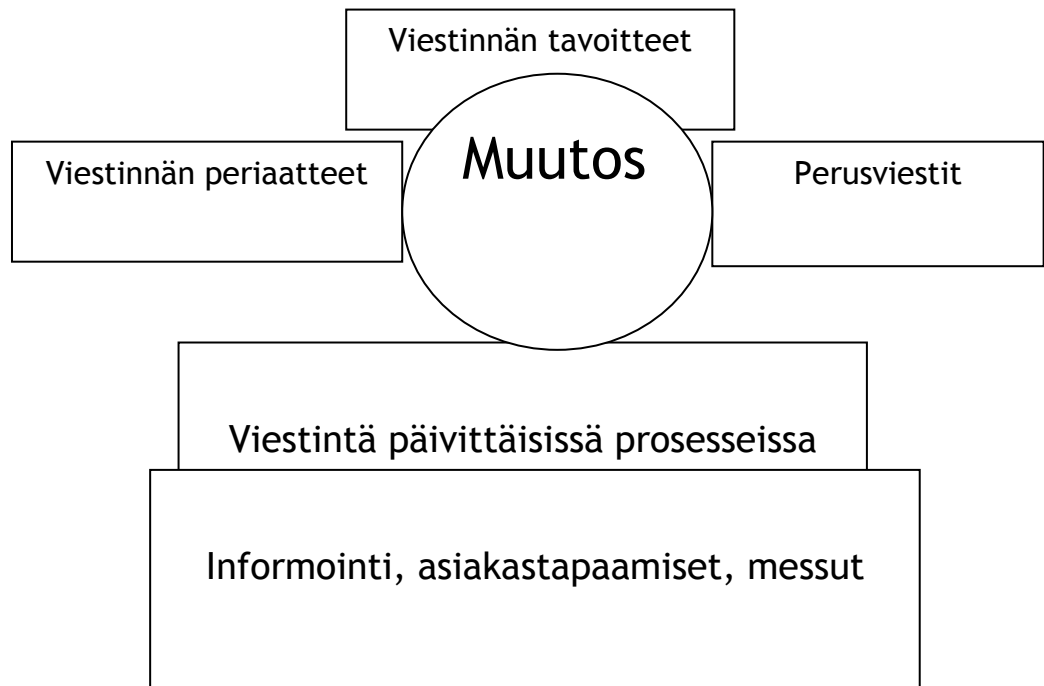 Viestinnän tavoitteet
Muutos
Viestinnän periaatteet
Perusviestit
Viestintä päivittäisissä prosesseissa
Informointi, asiakastapaamiset, messut